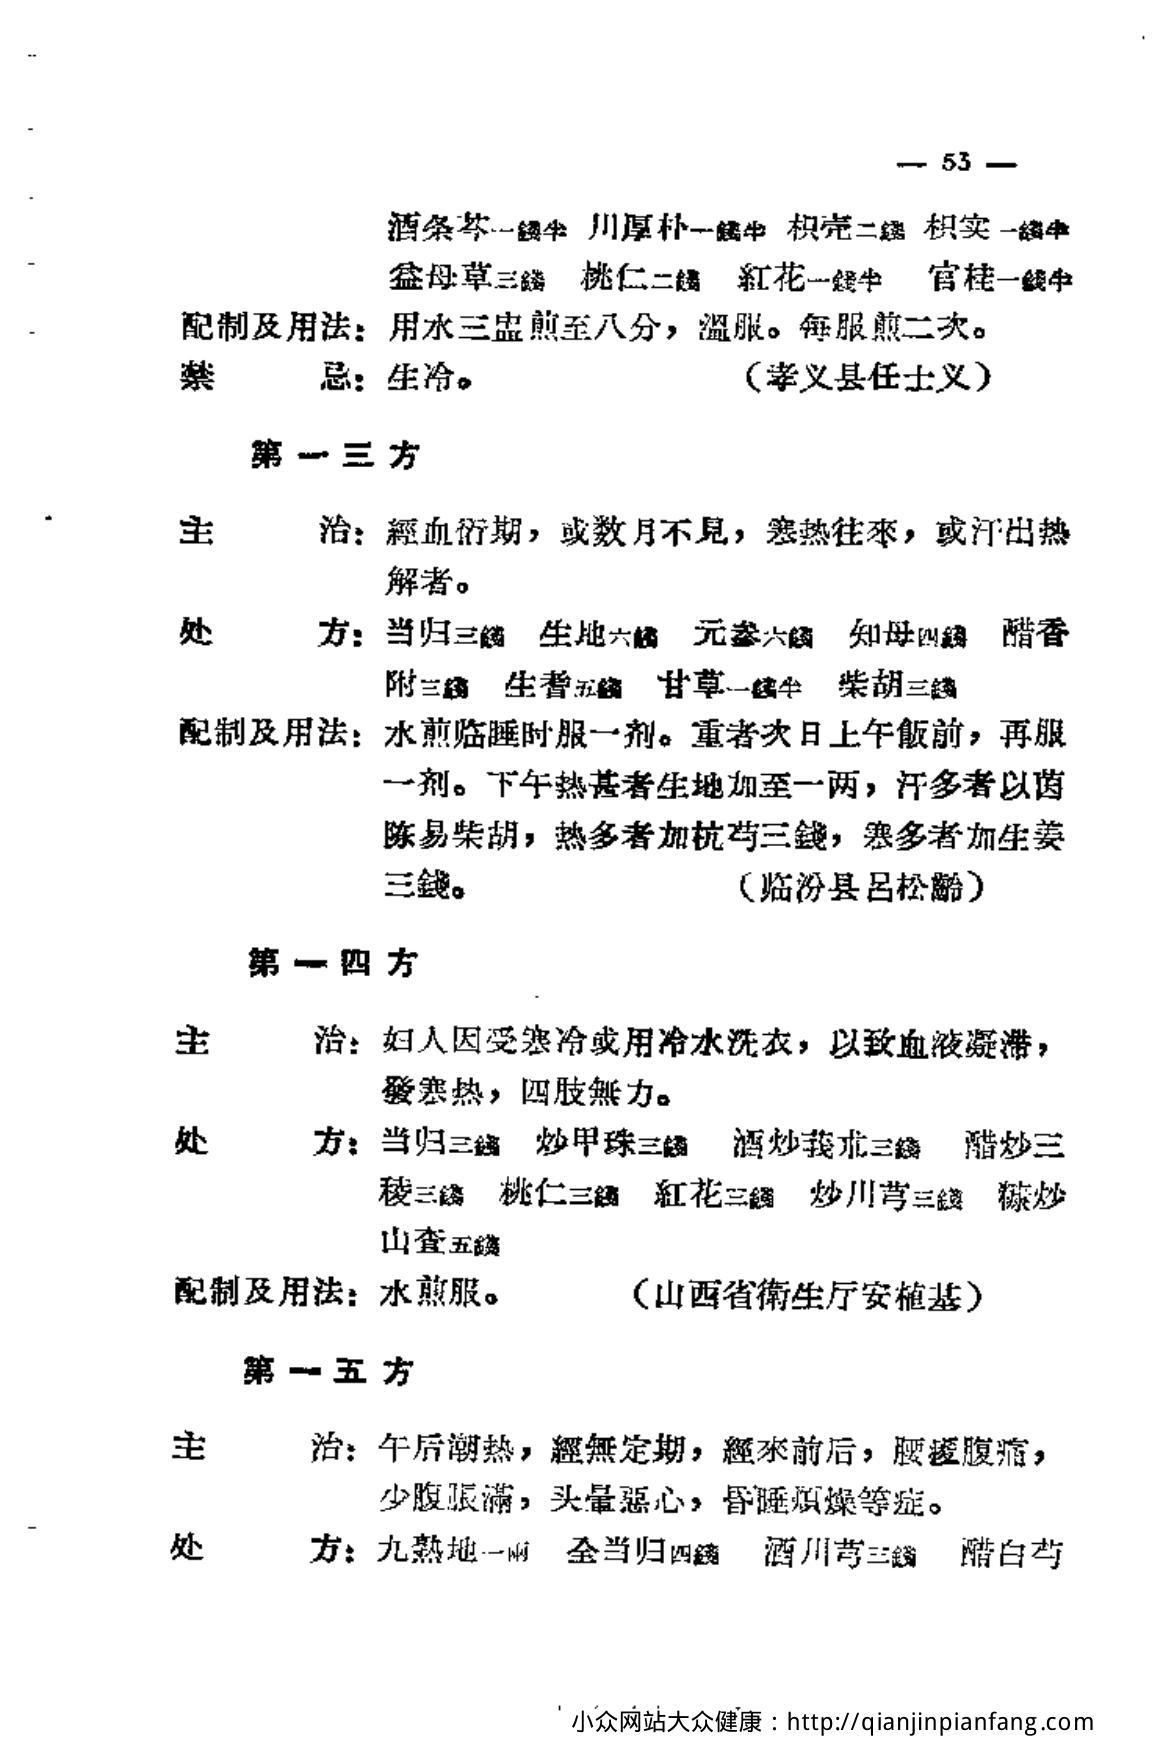 — 53 —
酒条芩一錢半 川厚朴一錢半 枳壳二錢 枳实一錢半
益母草三錢 桃仁二錢 紅花一錢半 官桂一錢半
配制及用法：用水三盅煎至八分，溫服。每服煎二次。
禁 忌：生冷。 （孝义县任士义）
第一三方
主 治：經血衍期，或数月不見，寒热往來，或汗出热
解者。
处 方：当归三錢 生地六錢 元参六錢 知母四錢 醋香
附三錢 生耆五錢 甘草一錢半 柴胡三錢
配制及用法：水煎临睡时服一剂。重者次日上午飯前，再服
一剂。下午热甚者生地加至一两，汗多者以茵
陈易柴胡，热多者加杭芍三錢，寒多者加生姜
三錢。 （临汾县呂松齡）
第一四方
主 治：妇人因受寒冷或用冷水洗衣，以致血液凝滞，
發寒热，四肢無力。
处 方：当归三錢 炒甲珠三錢 酒炒莪朮三錢 醋炒三
稜三錢 桃仁三錢 紅花三錢 炒川芎三錢 糠炒
山査五錢
配制及用法：水煎服。 （山西省衛生厅安植基）
第一五方
主 治：午后潮热，經無定期，經來前后，腰痠腹痛，
少腹脹滿，头暈惡心，昏睡煩燥等症。
处 方：九熟地一兩 全当归四錢 酒川芎三錢 醋白芍
小众网站大众健康：http://qianjinpianfang.com